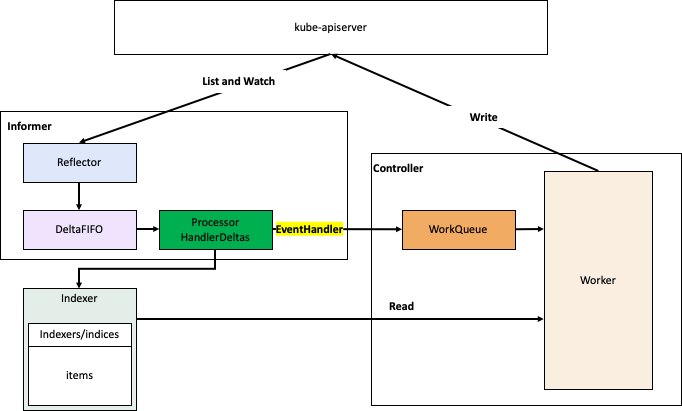 kube-apiserver
List and Watch
Write
Informer
Reflector
Controller
DeltaFIFO
Processor
HandlerDeltas
EventHandler
WorkQueue
Worker
Indexer
Read
Indexers/indices
items